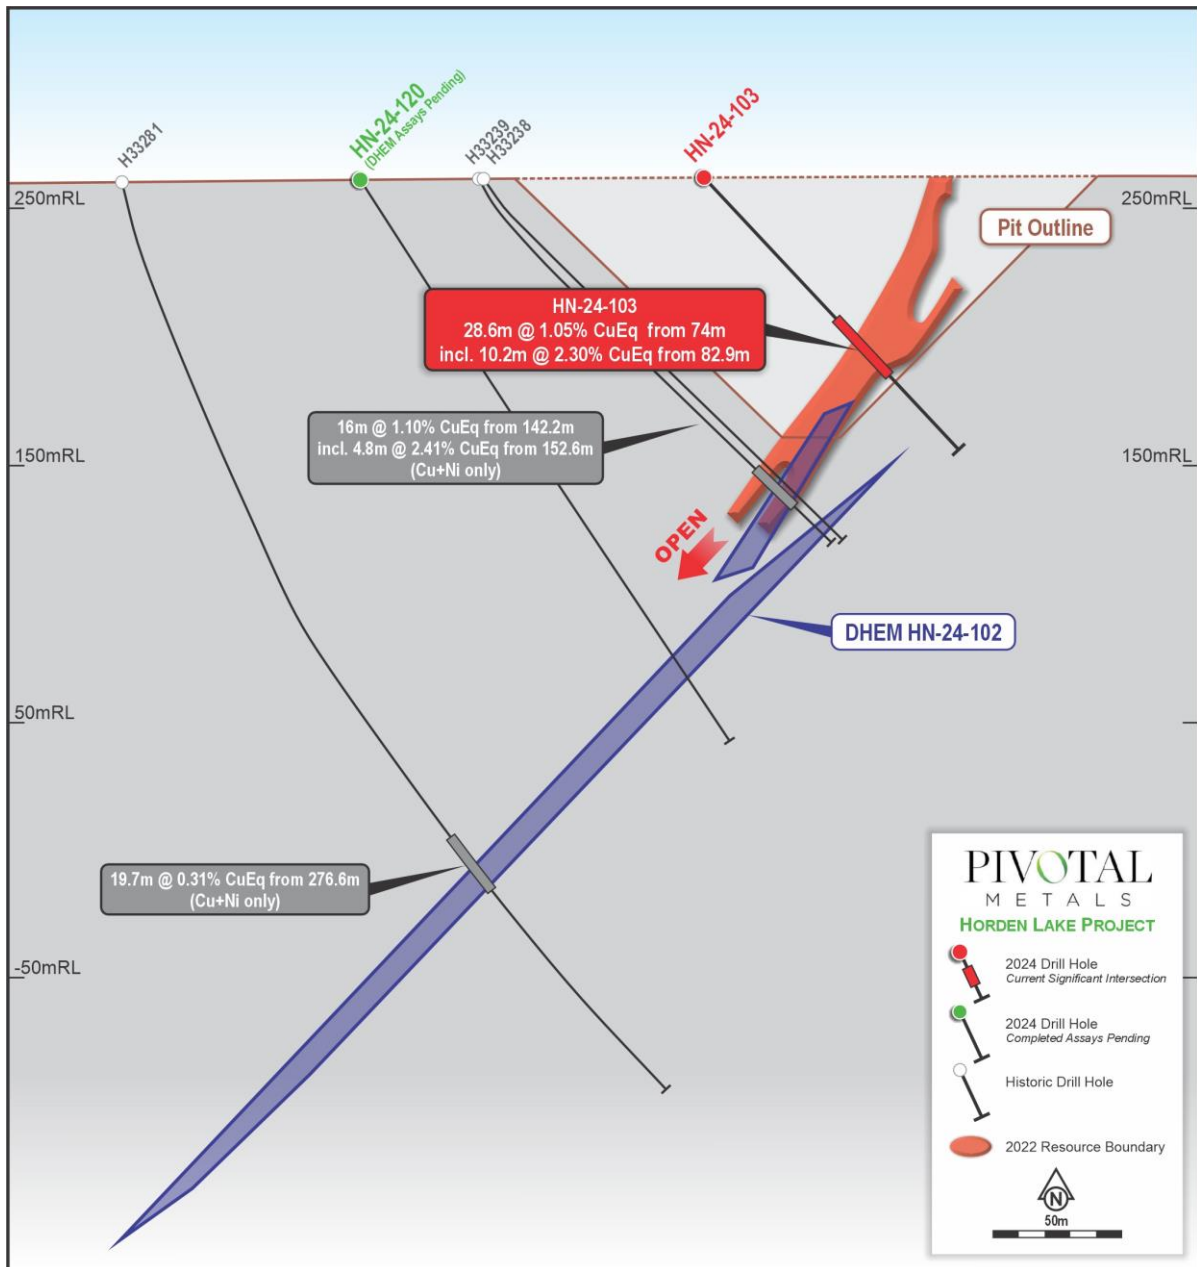 H33281
HN-24-120
(DHEM Assays Pending)
H33239
H33238
HN-24-103
250mRL
250mRL
Pit Outline
HN-24-103
28.6m @ 1.05% CuEq from 74m
incl. 10.2m @ 2.30% CuEq from 82.9m
16m @ 1.10% CuEq from 142.2m
incl. 4.8m @ 2.41% CuEq from 152.6m
(Cu+Ni only)
150mRL
150mRL
OPEN
DHEM HN-24-102
50mRL
19.7m @ 0.31% CuEq from 276.6m
(Cu+Ni only)
-50mRL
PIVOTAL
METALS
HORDEN LAKE PROJECT
2024 Drill Hole
Current Significant Intersection
2024 Drill Hole
Completed Assays Pending
Historic Drill Hole
2022 Resource Boundary
N
50m